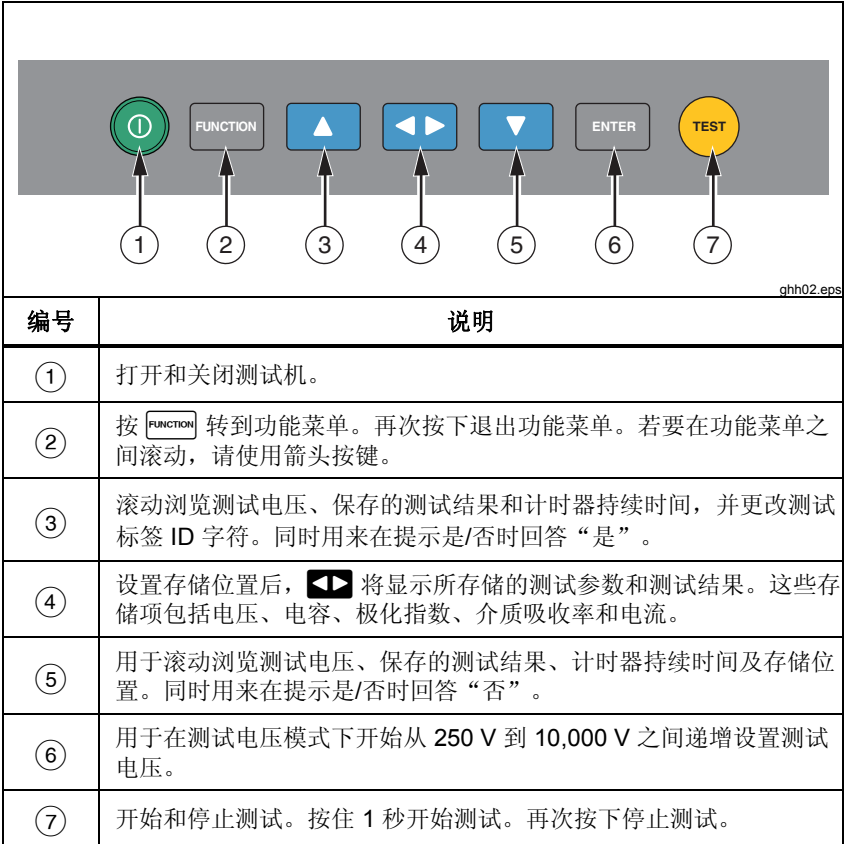 FUNCTION ENTER TEST
1 2 3 4 5 6 7
ghh02.eps
编号 说明
1 打开和关闭测试机。
2 按 FUNCTION 转到功能菜单。再次按下退出功能菜单。若要在功能菜单之
间滚动，请使用箭头按键。
3 滚动浏览测试电压、保存的测试结果和计时器持续时间，并更改测试
标签 ID 字符。同时用来在提示是/否时回答“是”。
4 设置存储位置后，将显示所存储的测试参数和测试结果。这些存
储项包括电压、电容、极化指数、介质吸收率和电流。
5 用于滚动浏览测试电压、保存的测试结果、计时器持续时间及存储位
置。同时用来在提示是/否时回答“否”。
6 用于在测试电压模式下开始从 250 V 到 10,000 V 之间递增设置测试
电压。
7 开始和停止测试。按住 1 秒开始测试。再次按下停止测试。